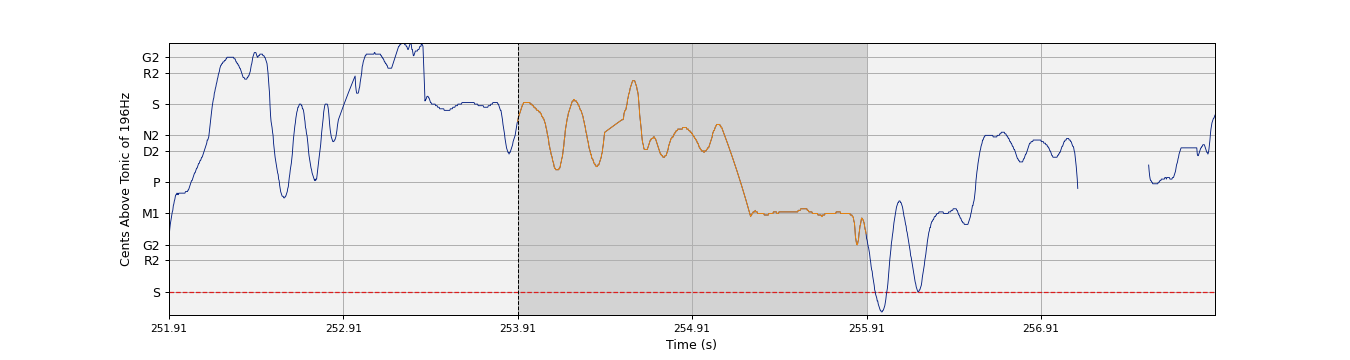 Cents Above Tonic of 196Hz
G2
R2
S
N2
D2
P
M1
G2
R2
S
251.91 252.91 253.91 254.91 255.91 256.91
Time (s)